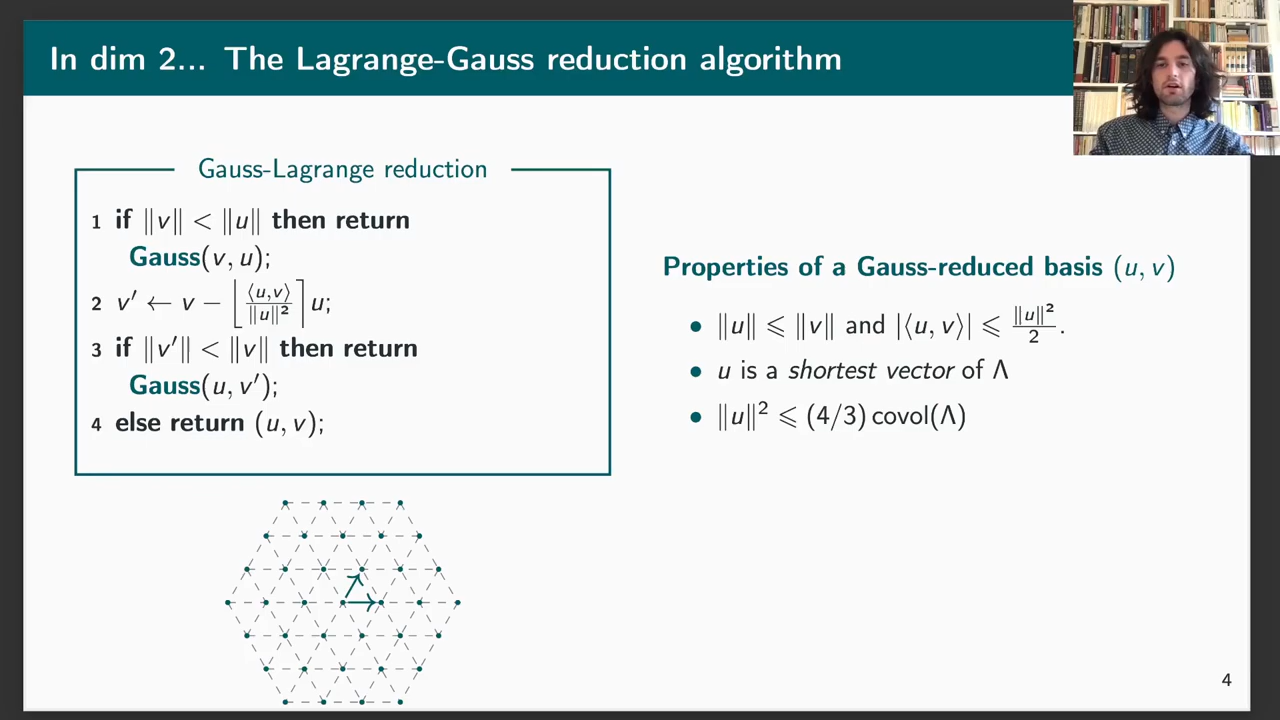 In dim 2... The Lagrange-Gauss reduction algorithm
Gauss-Lagrange reduction
1 if ‖v‖ < ‖u‖ then return
Gauss(v, u);
2 v′ ← v − ⌊⟨u,v⟩/‖u‖²⌉ u;
3 if ‖v′‖ < ‖v‖ then return
Gauss(u, v′);
4 else return (u, v);
Properties of a Gauss-reduced basis (u, v)
• ‖u‖ ⩽ ‖v‖ and |⟨u, v⟩| ⩽ ‖u‖²/2.
• u is a shortest vector of Λ
• ‖u‖² ⩽ (4/3) covol(Λ)
4